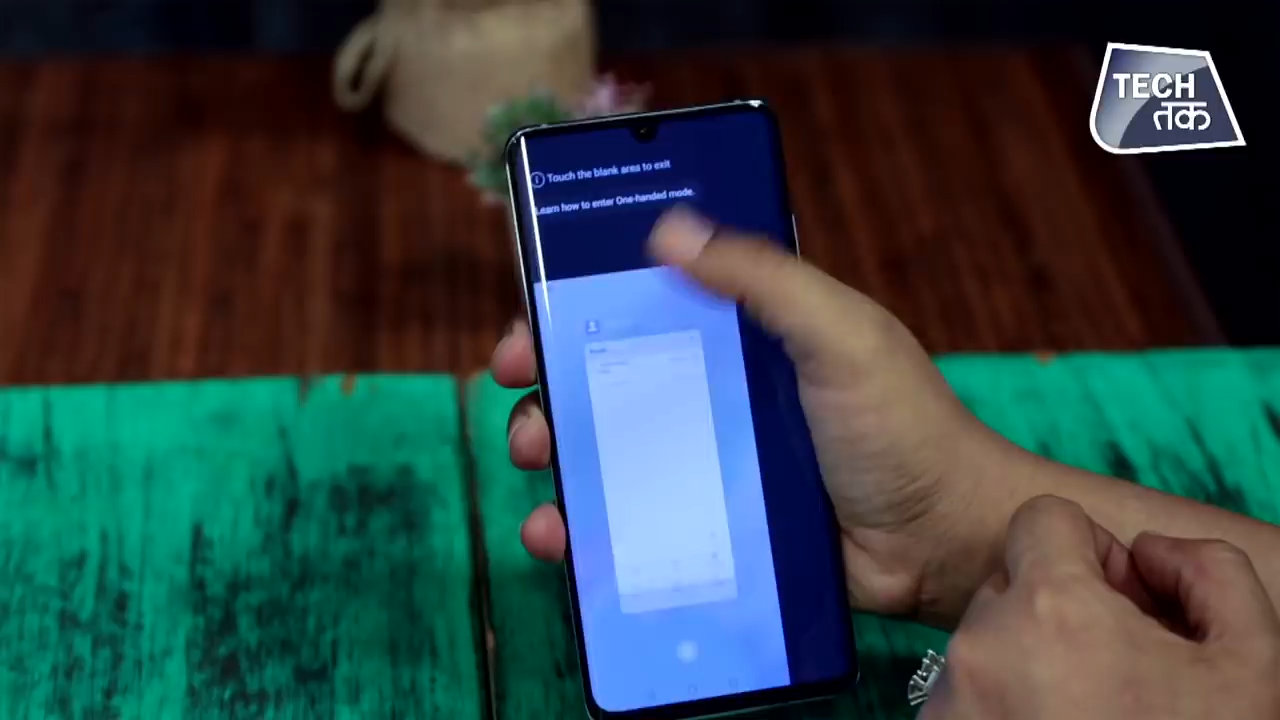 TECH
तक
Touch the blank area to exit
Learn how to enter One-handed mode.